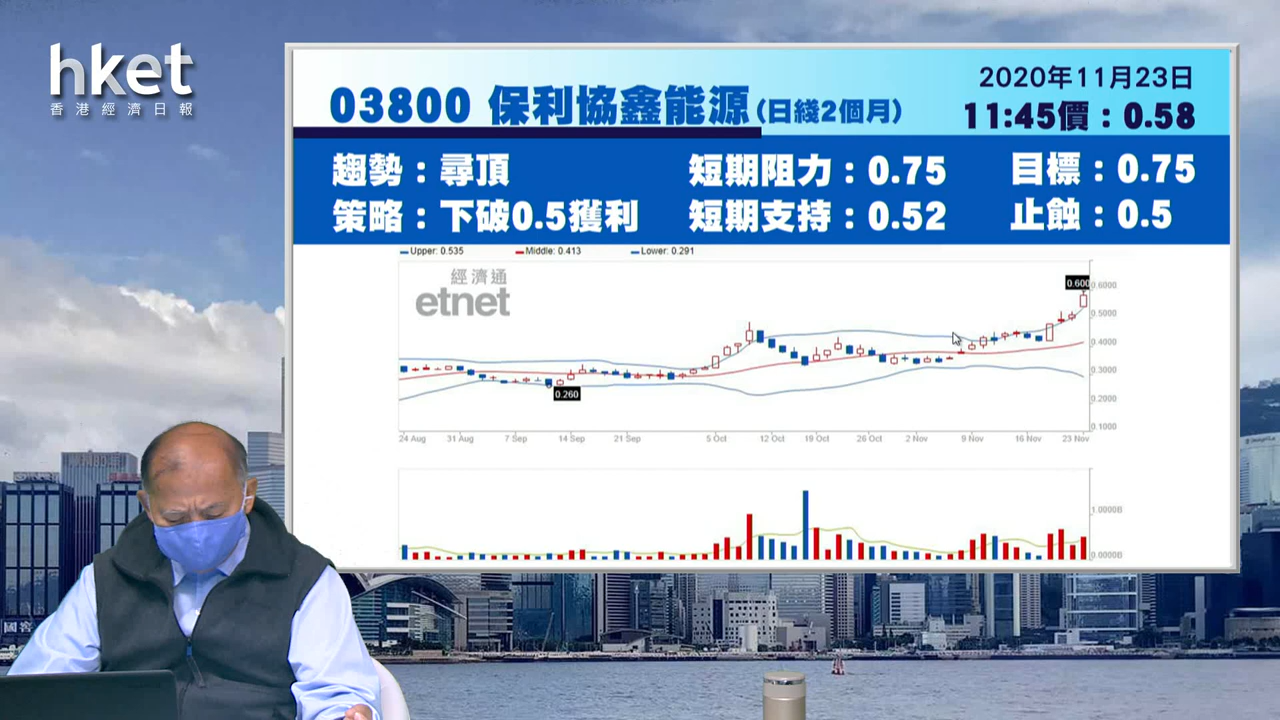 hket
香港經濟日報
03800 保利協鑫能源(日綫2個月)
2020年11月23日
11:45價：0.58
趨勢：尋頂
短期阻力：0.75
目標：0.75
策略：下破0.5獲利
短期支持：0.52
止蝕：0.5
Upper: 0.535 Middle: 0.413 Lower: 0.291
經濟通
etnet
0.600
0.6000
0.5000
0.4000
0.3000
0.2000
0.1000
0.260
24 Aug 31 Aug 7 Sep 14 Sep 21 Sep 5 Oct 12 Oct 19 Oct 26 Oct 2 Nov 9 Nov 16 Nov 23 Nov
1.0000B
0.0000B